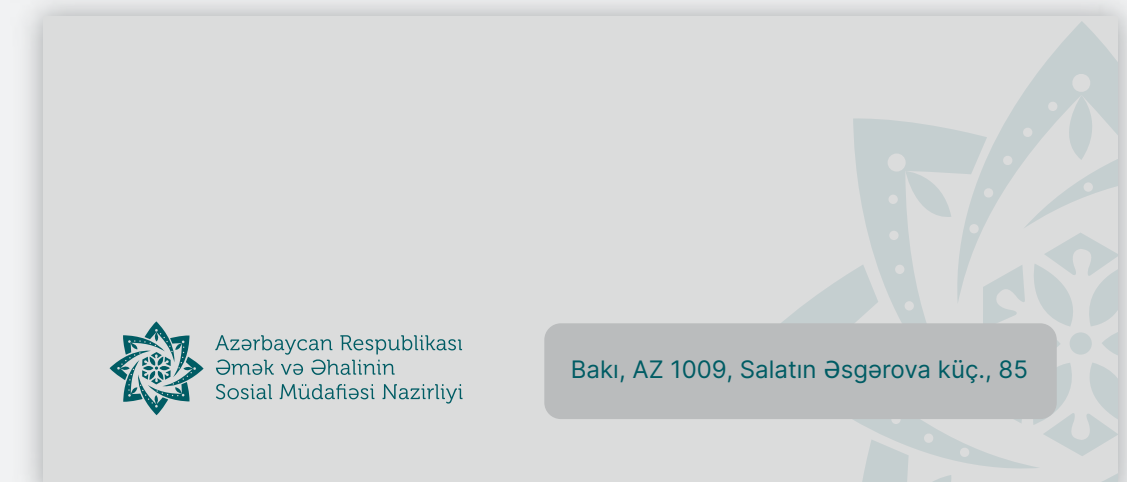 Azərbaycan Respublikası
Əmək və Əhalinin
Sosial Müdafiəsi Nazirliyi
Bakı, AZ 1009, Salatın Əsgərova küç., 85